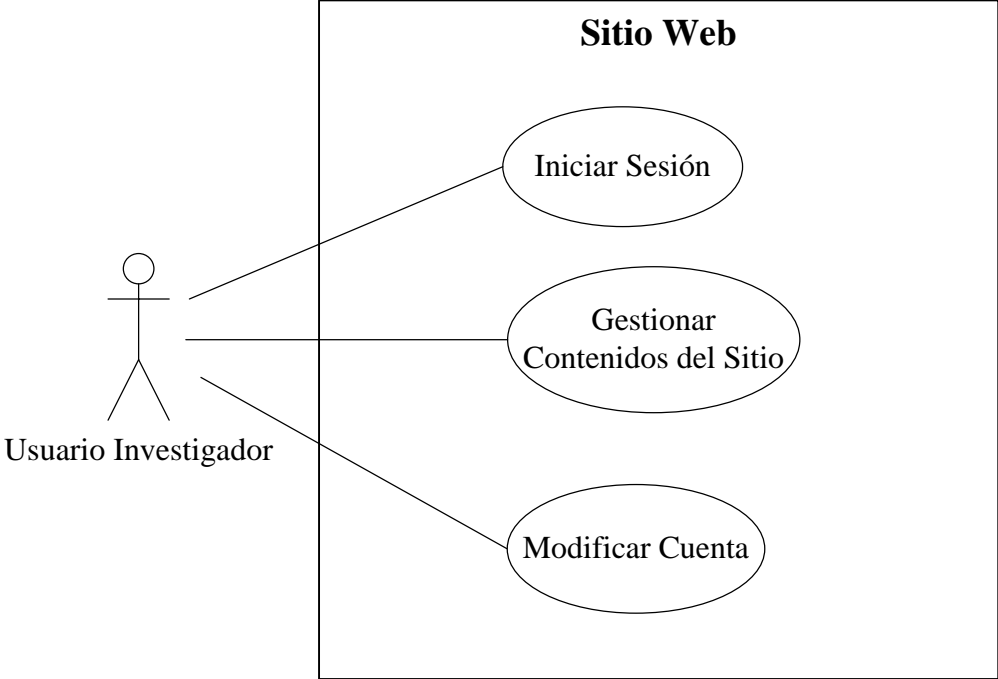 Sitio Web
Iniciar Sesión
Gestionar
Contenidos del Sitio
Usuario Investigador
Modificar Cuenta